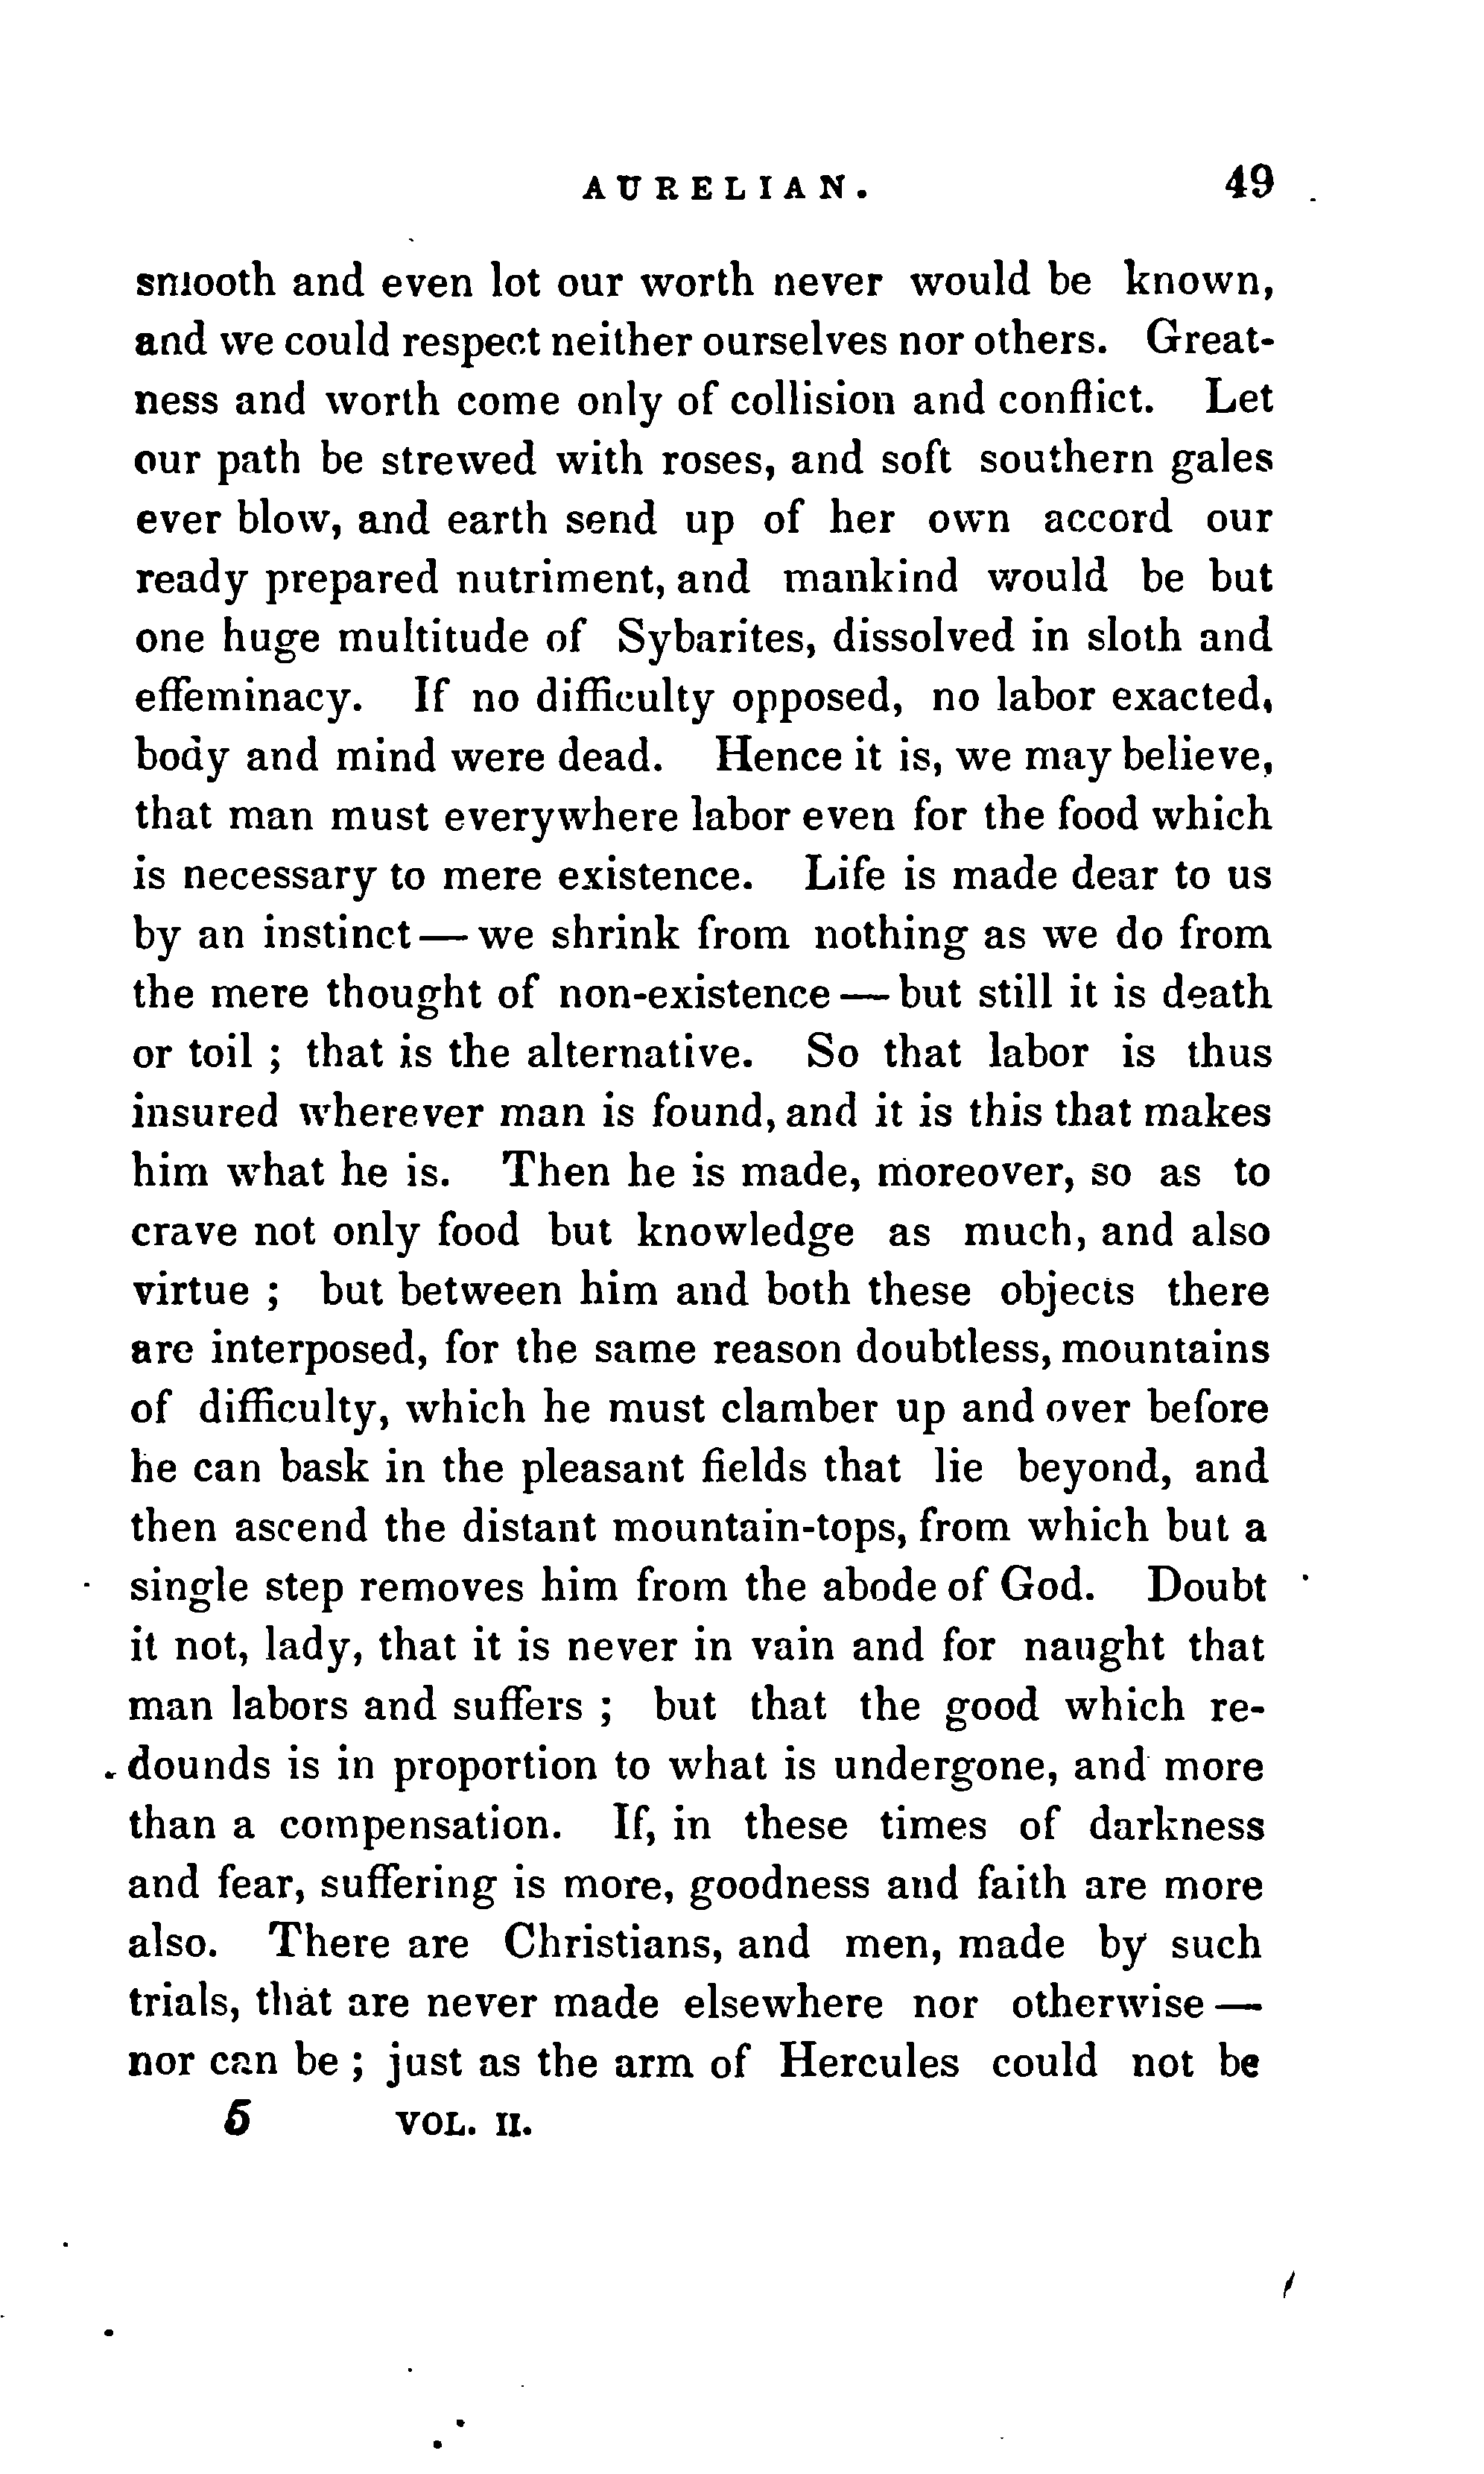 AURELIAN. 49
smooth and even lot our worth never would be known,
and we could respect neither ourselves nor others. Great-
ness and worth come only of collision and conflict. Let
our path be strewed with roses, and soft southern gales
ever blow, and earth send up of her own accord our
ready prepared nutriment, and mankind would be but
one huge multitude of Sybarites, dissolved in sloth and
effeminacy. If no difficulty opposed, no labor exacted,
body and mind were dead. Hence it is, we may believe,
that man must everywhere labor even for the food which
is necessary to mere existence. Life is made dear to us
by an instinct — we shrink from nothing as we do from
the mere thought of non-existence — but still it is death
or toil ; that is the alternative. So that labor is thus
insured wherever man is found, and it is this that makes
him what he is. Then he is made, moreover, so as to
crave not only food but knowledge as much, and also
virtue ; but between him and both these objects there
are interposed, for the same reason doubtless, mountains
of difficulty, which he must clamber up and over before
he can bask in the pleasant fields that lie beyond, and
then ascend the distant mountain-tops, from which but a
single step removes him from the abode of God. Doubt
it not, lady, that it is never in vain and for naught that
man labors and suffers ; but that the good which re-
dounds is in proportion to what is undergone, and more
than a compensation. If, in these times of darkness
and fear, suffering is more, goodness and faith are more
also. There are Christians, and men, made by such
trials, that are never made elsewhere nor otherwise —
nor can be ; just as the arm of Hercules could not be
5 VOL. II.